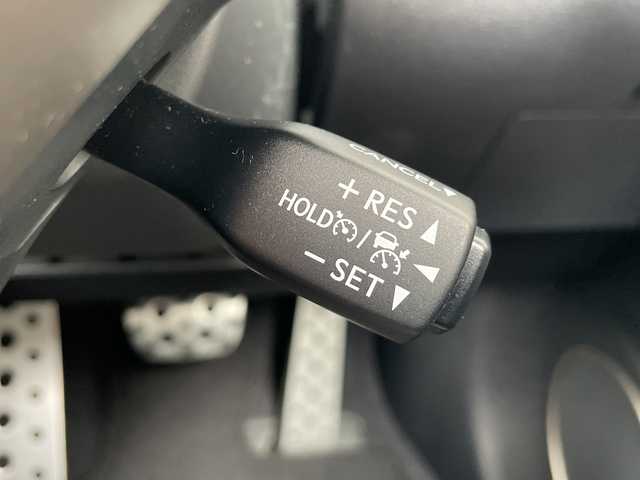 CANCEL
+ RES
HOLD /
− SET